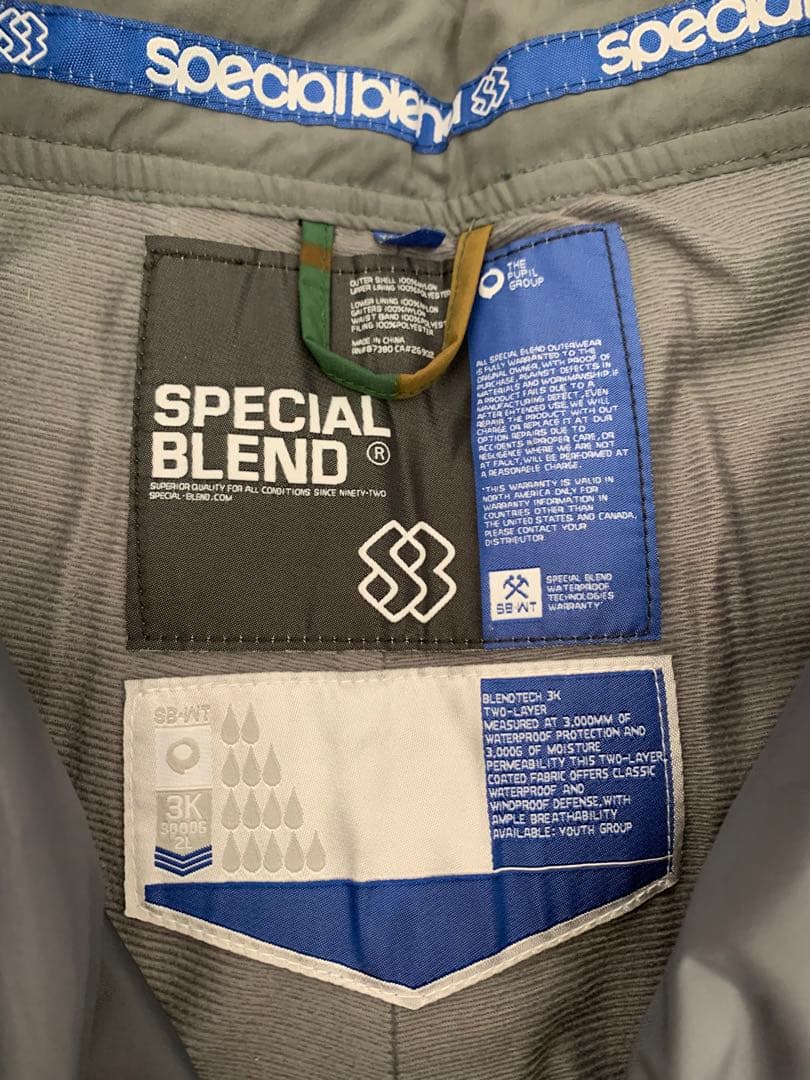 specialblend
special
OUTER SHELL 100%NYLON
UPPER LINING 100%POLYESTER
LOWER LINING 100%
GAITERS 100%NYLON
WAIST BAND 100%POLYEST
FILING 100%POLYESTER
MADE IN CHINA
RN#87380 CA#26902
SPECIAL
BLEND ®
SUPERIOR QUALITY FOR ALL CONDITIONS SINCE NINETY-TWO
SPECIAL-BLEND.COM
THE
PUPIL
GROUP
ALL SPECIAL BLEND OUTERWEAR
IS FULLY WARRANTED TO THE
ORIGINAL OWNER, WITH PROOF OF
PURCHASE, AGAINST DEFECTS IN
MATERIALS AND WORKMANSHIP. IF
A PRODUCT FAILS DUE TO A
MANUFACTURING DEFECT, EVEN
AFTER EXTENDED USE, WE WILL
REPAIR THE PRODUCT WITH OUT
CHARGE OR REPLACE IT AT OUR
OPTION REPAIRS DUE TO
ACCIDENTS INPROPER CARE, OR
NEGLIGENCE WHERE WE ARE NOT
AT FAULT, WILL BE PERFORMED AT
A REASONABLE CHARGE.
*THIS WARRANTY IS VALID IN
NORTH AMERICA ONLY FOR
WARRANTY INFORMATION IN
COUNTRIES OTHER THAN
THE UNITED STATES AND CANADA,
PLEASE CONTACT YOUR
DISTRIBUTOR
SB-WT
SPECIAL BLEND
WATERPROOF
TECHNOLOGIES
WARRANTY*
SB-WT
3K
3000G
2L
BLENDTECH 3K
TWO-LAYER
MEASURED AT 3,000MM OF
WATERPROOF PROTECTION AND
3,000G OF MOISTURE
PERMEABILITY THIS TWO-LAYER
COATED FABRIC OFFERS CLASSIC
WATERPROOF AND
WINDPROOF DEFENSE,WITH
AMPLE BREATHABILITY
AVAILABLE: YOUTH GROUP